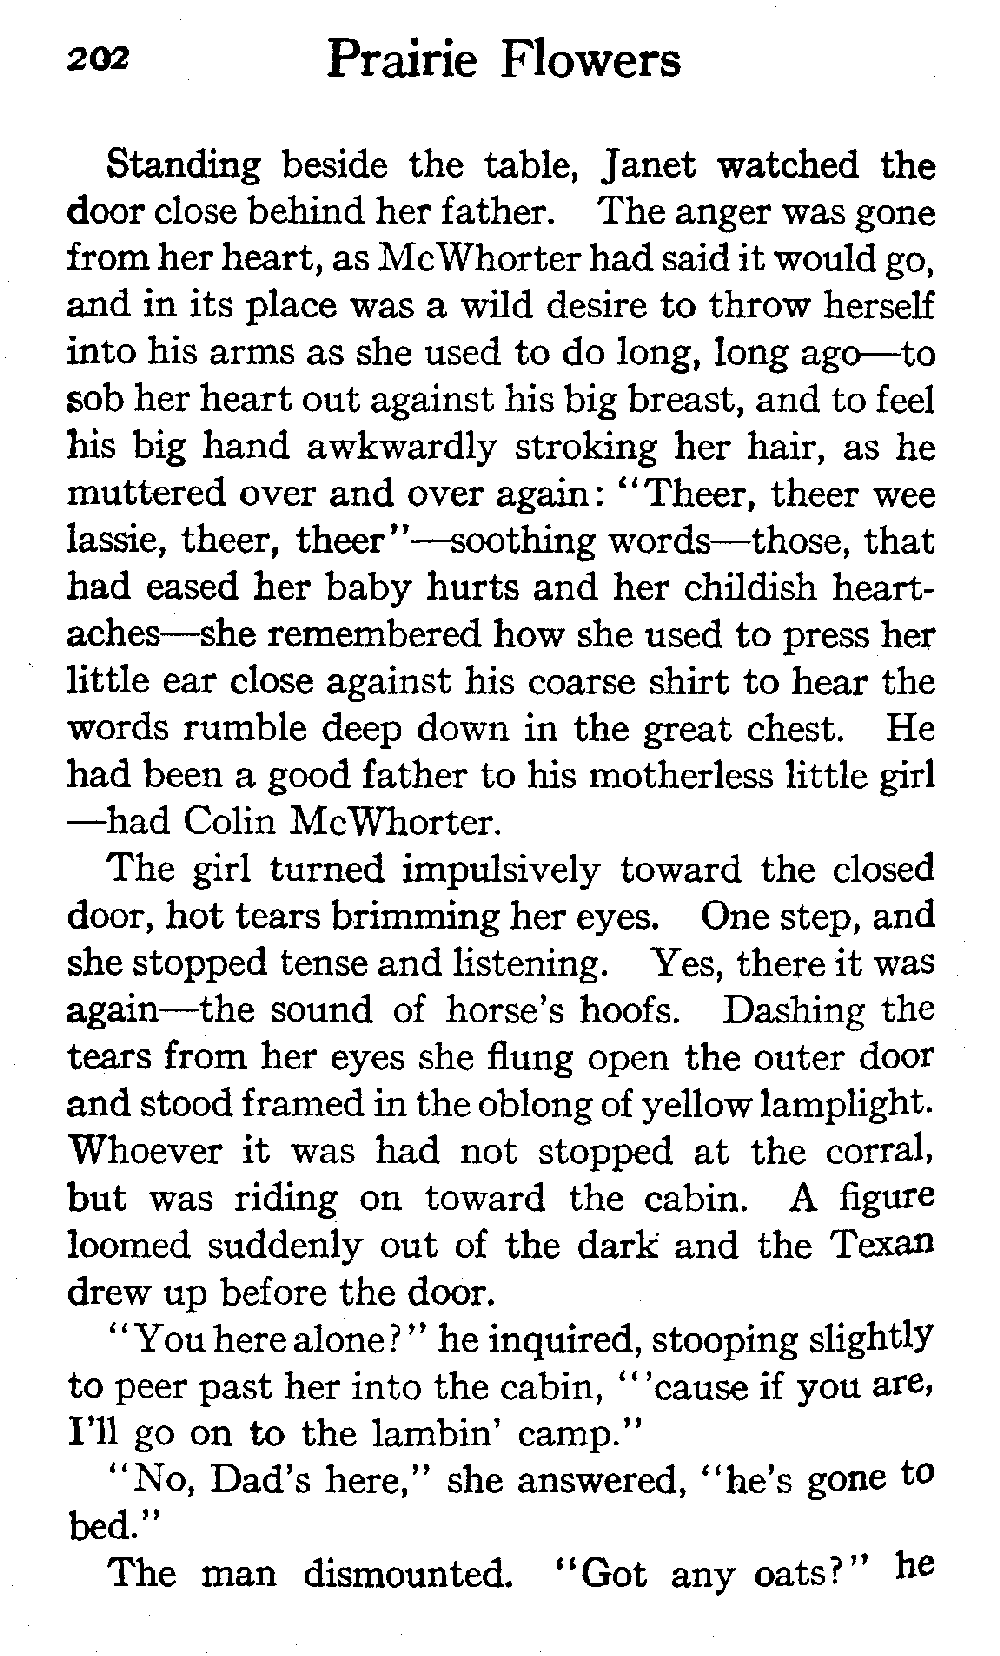 202 Prairie Flowers
Standing beside the table, Janet watched the
door close behind her father. The anger was gone
from her heart, as McWhorter had said it would go,
and in its place was a wild desire to throw herself
into his arms as she used to do long, long ago—to
sob her heart out against his big breast, and to feel
his big hand awkwardly stroking her hair, as he
muttered over and over again: "Theer, theer wee
lassie, theer, theer"—soothing words—those, that
had eased her baby hurts and her childish heart-
aches—she remembered how she used to press her
little ear close against his coarse shirt to hear the
words rumble deep down in the great chest. He
had been a good father to his motherless little girl
—had Colin McWhorter.
The girl turned impulsively toward the closed
door, hot tears brimming her eyes. One step, and
she stopped tense and listening. Yes, there it was
again—the sound of horse's hoofs. Dashing the
tears from her eyes she flung open the outer door
and stood framed in the oblong of yellow lamplight.
Whoever it was had not stopped at the corral,
but was riding on toward the cabin. A figure
loomed suddenly out of the dark and the Texan
drew up before the door.
"You here alone?" he inquired, stooping slightly
to peer past her into the cabin, "'cause if you are,
I'll go on to the lambin' camp."
"No, Dad's here," she answered, "he's gone to
bed."
The man dismounted. "Got any oats?" he